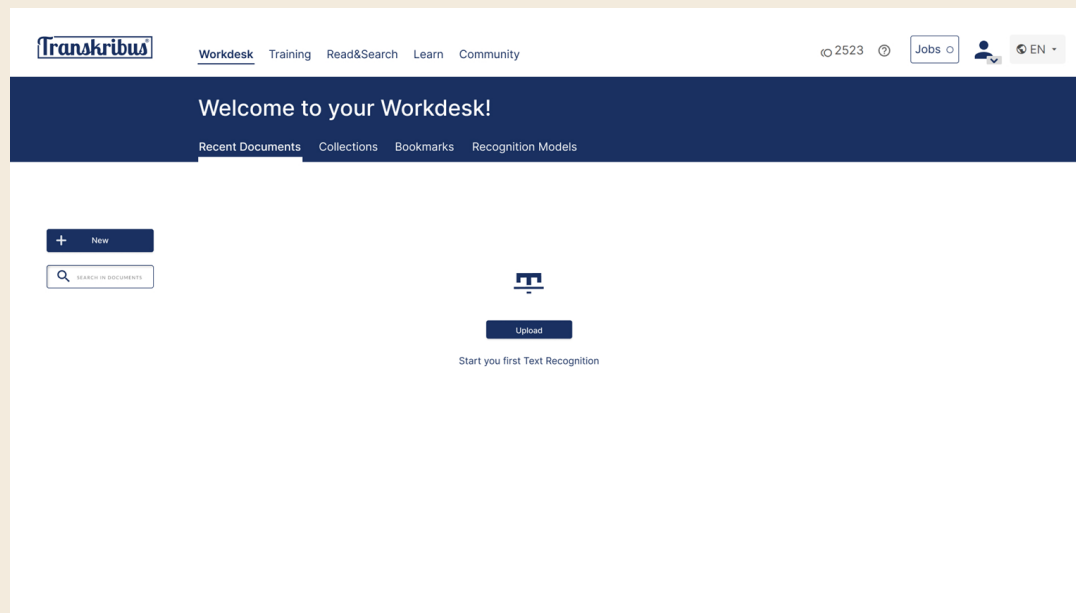 Transkribus®
Workdesk Training Read&Search Learn Community
2523 Jobs EN
Welcome to your Workdesk!
Recent Documents Collections Bookmarks Recognition Models
New
SEARCH IN DOCUMENTS
Upload
Start you first Text Recognition